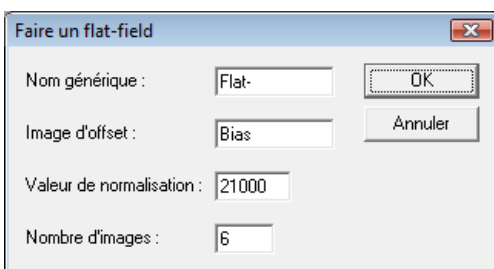 Faire un flat-field
Nom générique : Flat- OK
Image d'offset : Bias Annuler
Valeur de normalisation : 21000
Nombre d'images : 6